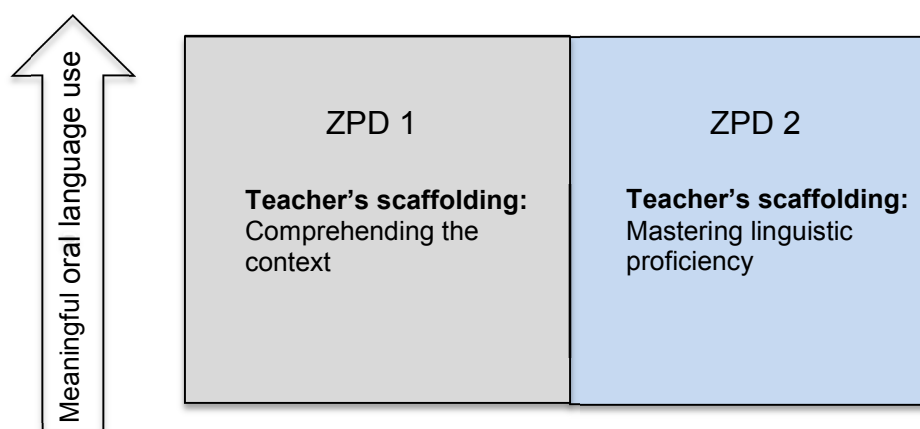 Meaningful oral language use
ZPD 1
Teacher’s scaffolding:
Comprehending the
context
ZPD 2
Teacher’s scaffolding:
Mastering linguistic
proficiency